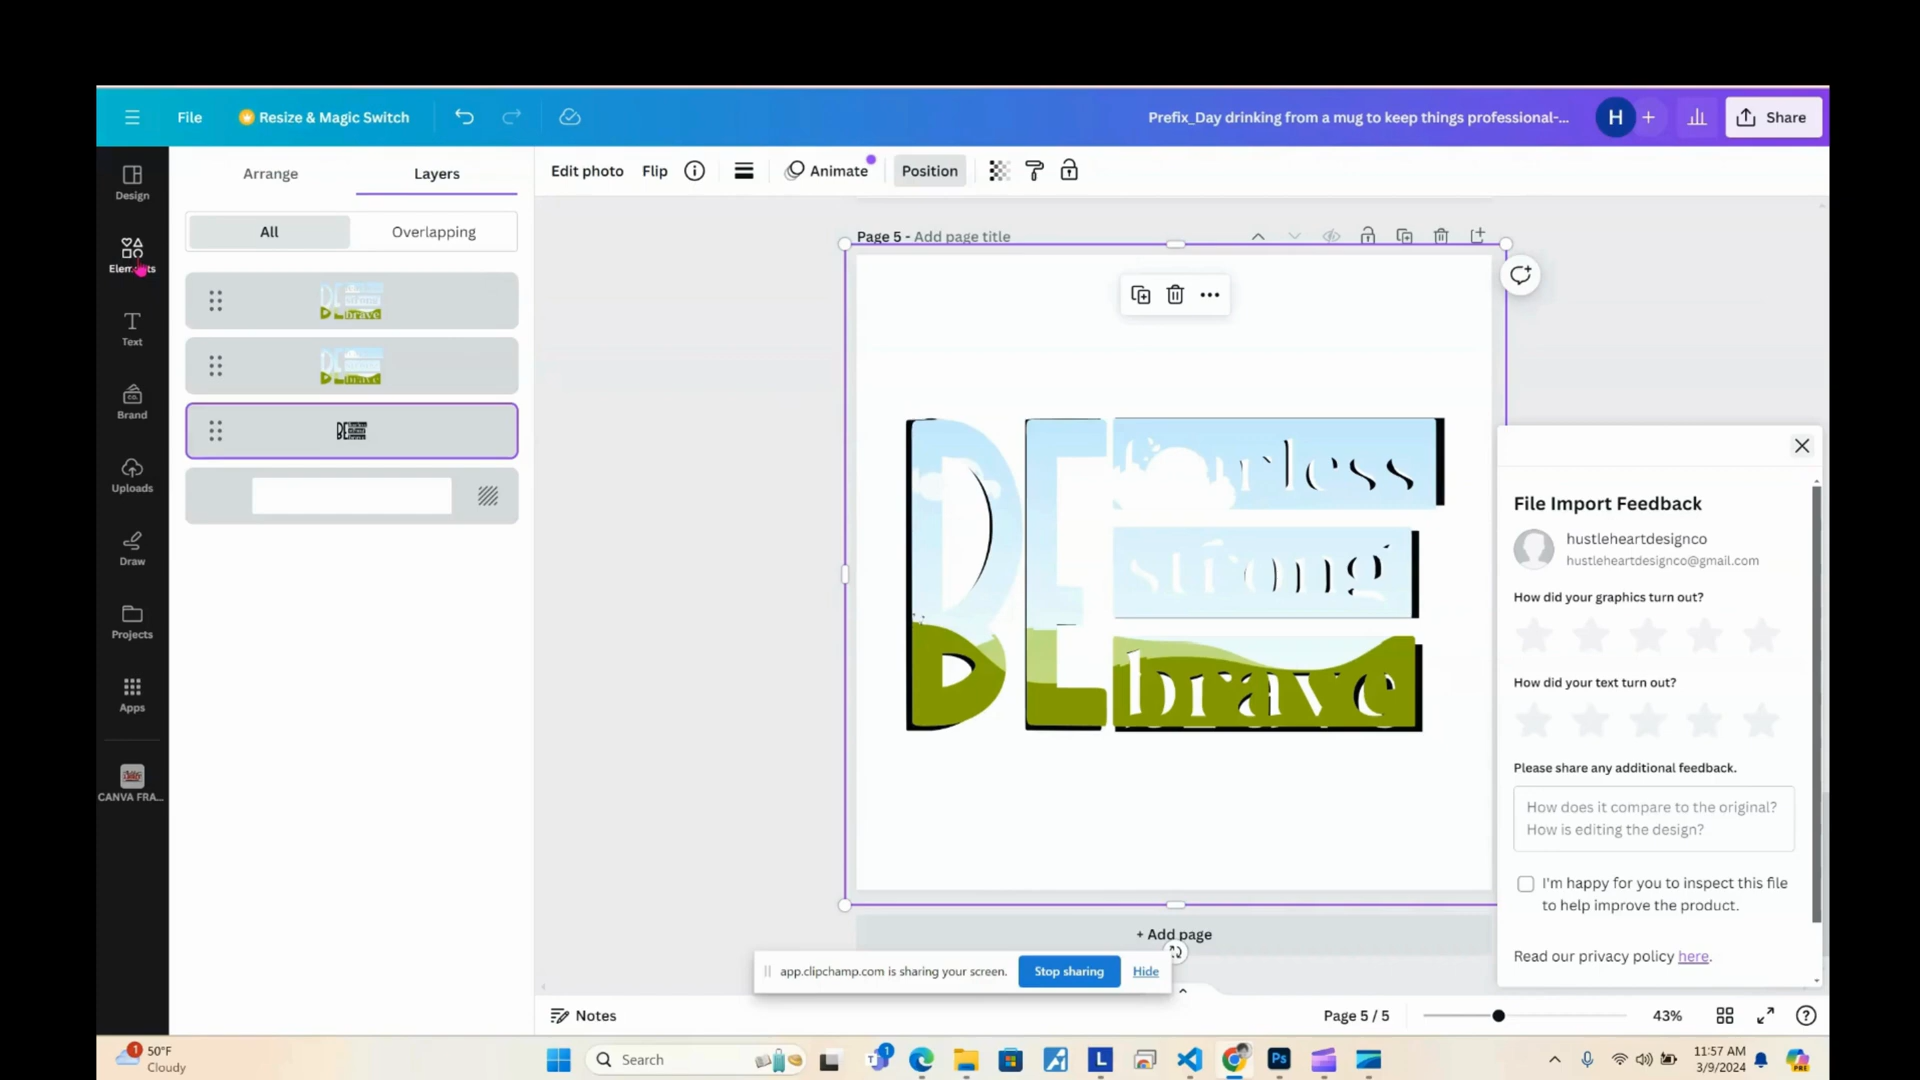 File
Resize & Magic Switch
Prefix_Day drinking from a mug to keep things professional-...
H
Share
Design
Elements
Text
Brand
Uploads
Draw
Projects
Apps
CANVA FRA...
Arrange
Layers
All
Overlapping
Edit photo
Flip
Animate
Position
Page 5 - Add page title
BE
strong
brave
+ Add page
File Import Feedback
hustleheartdesignco
hustleheartdesignco@gmail.com
How did your graphics turn out?
How did your text turn out?
Please share any additional feedback.
How does it compare to the original?
How is editing the design?
I'm happy for you to inspect this file
to help improve the product.
Read our privacy policy here.
app.clipchamp.com is sharing your screen.
Stop sharing
Hide
Notes
Page 5 / 5
43%
1
50°F
Cloudy
Search
1
L
Ps
11:57 AM
3/9/2024
PRE